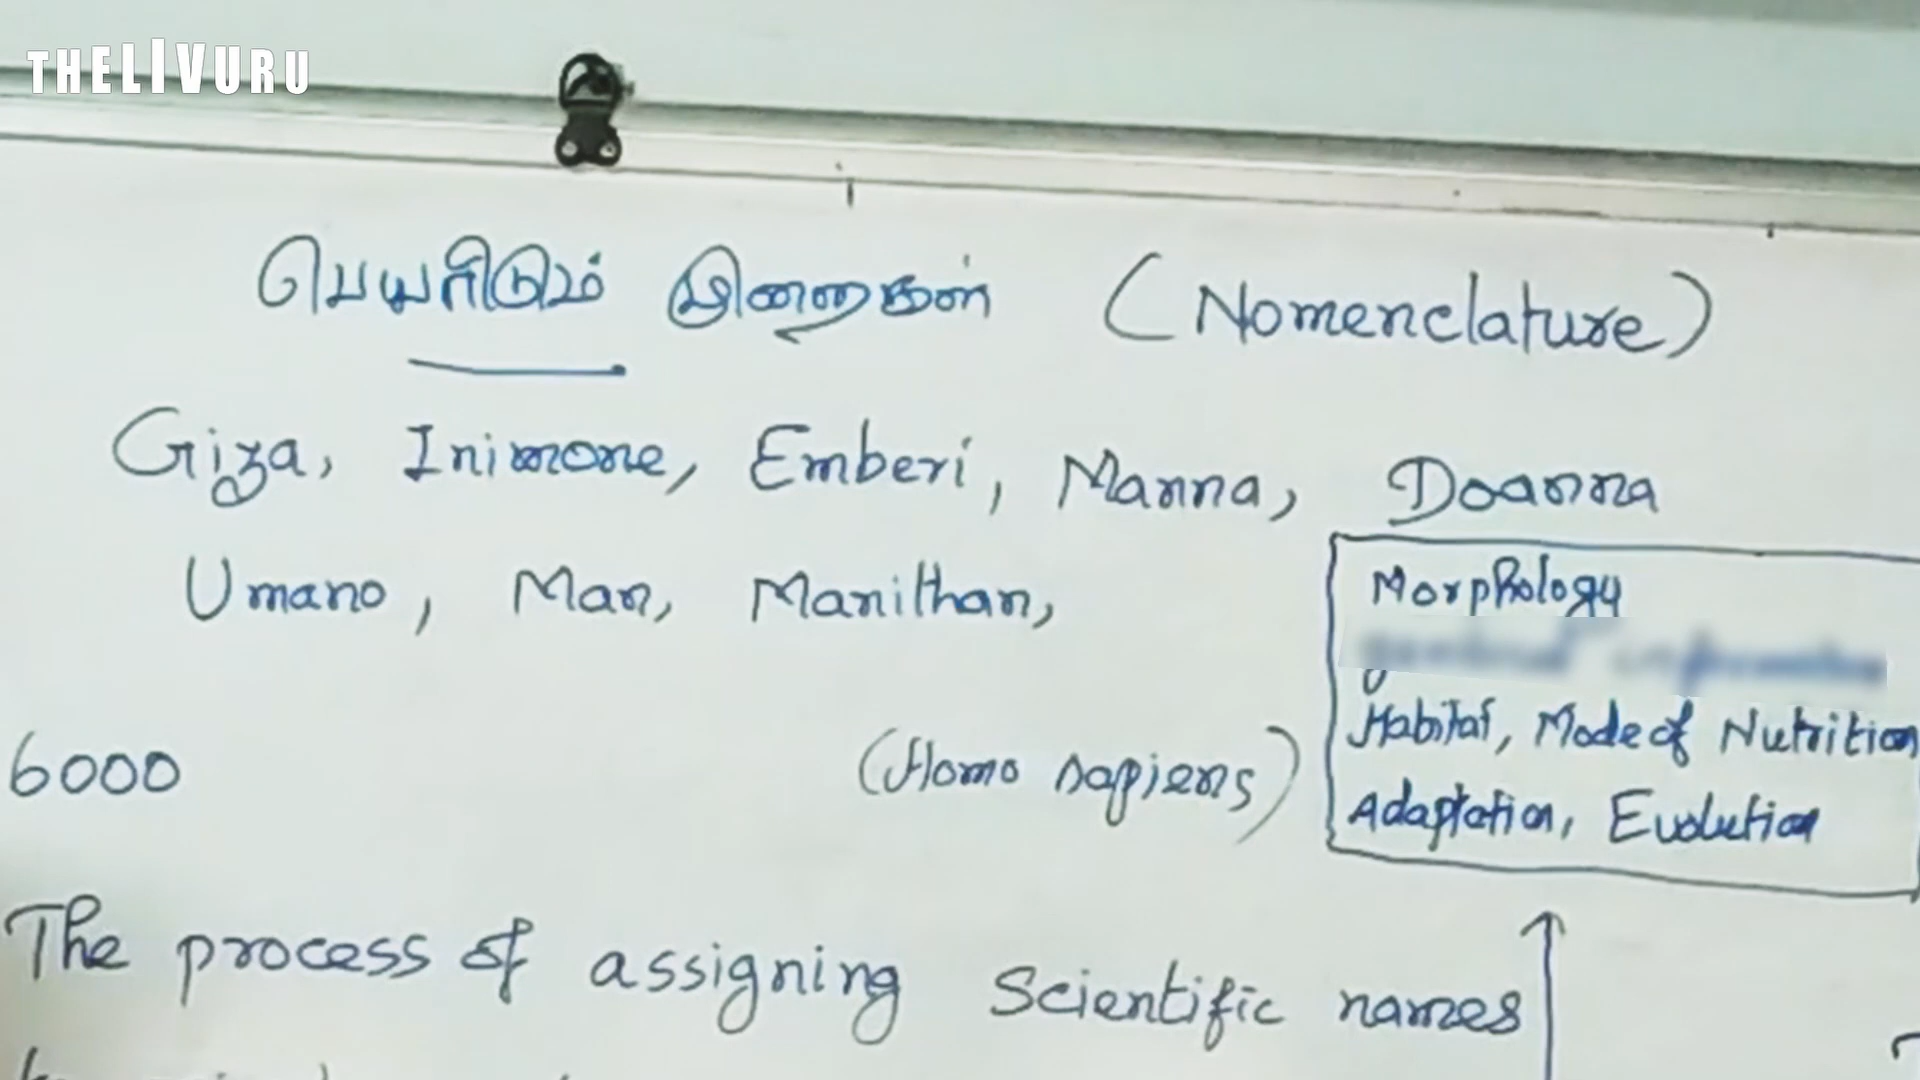 THELIVURU
பெயரிடும் முறைகள் (Nomenclature)
Giza, Inimone, Emberi, Manna, Doanna
Umano, Man, Manithan,
Morphology
Habitat, Mode of Nutrition
Adaptation, Evolution
6000 (Homo sapiens)
The process of assigning Scientific names